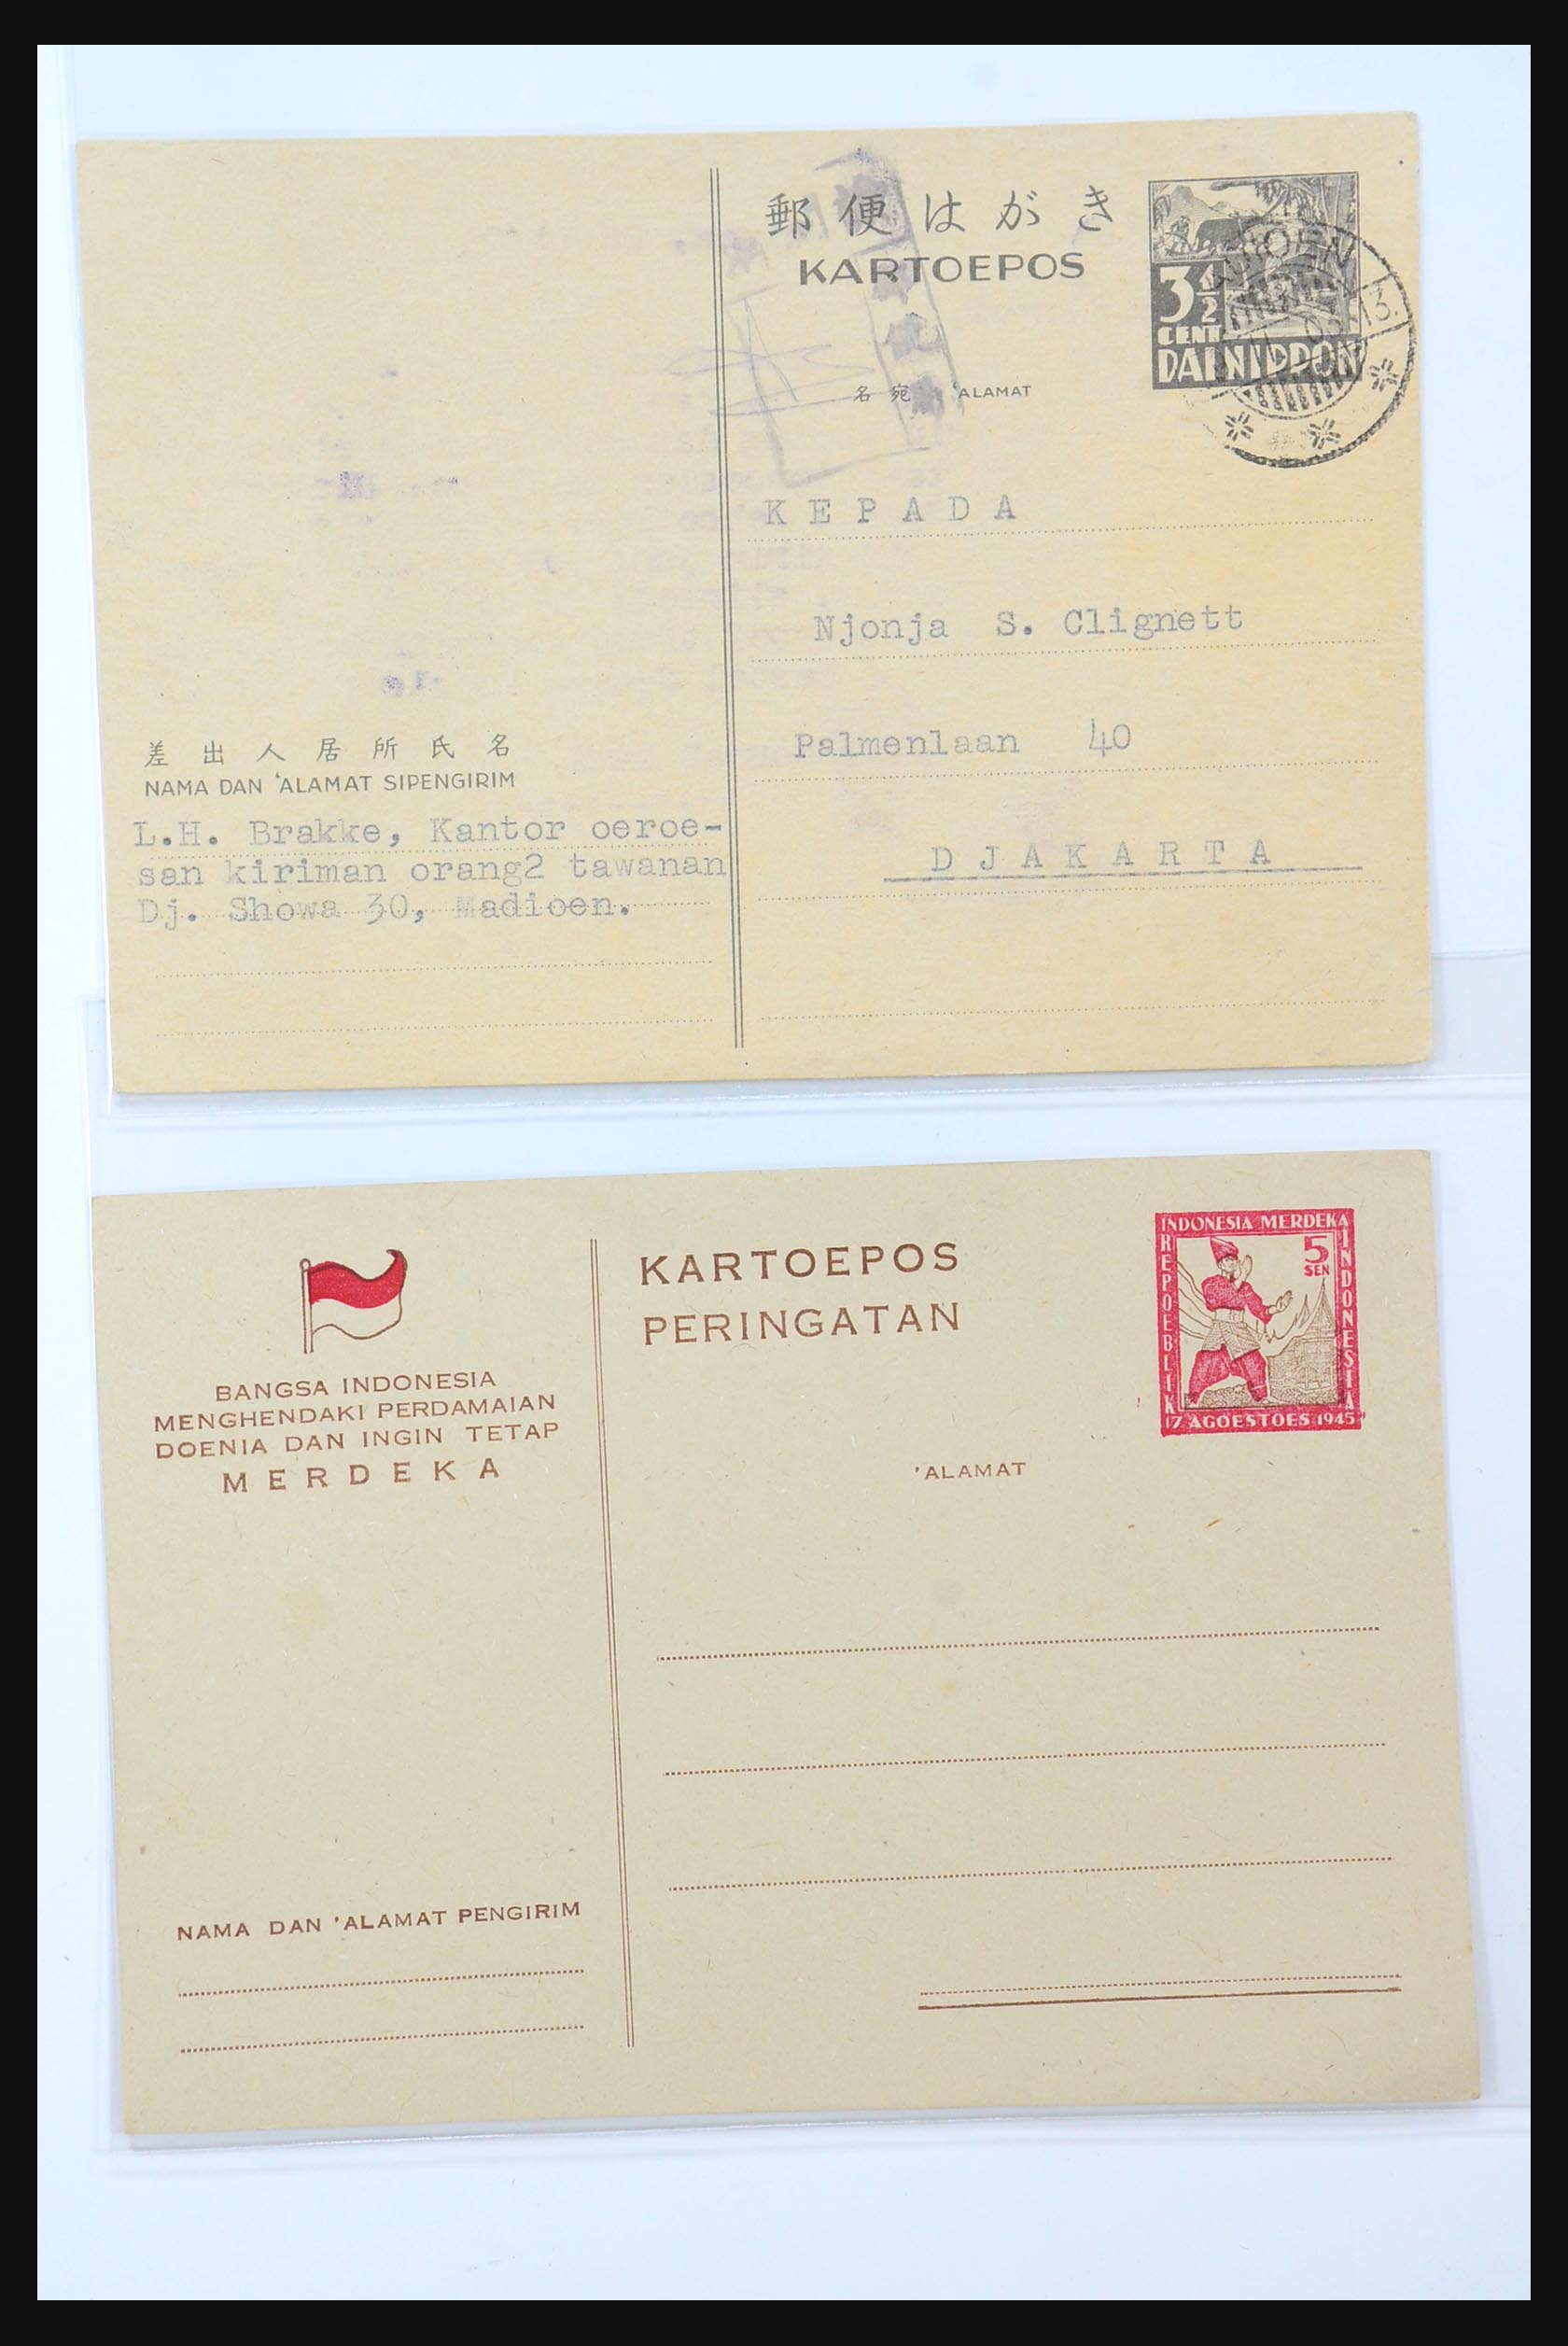 郵便はがき
KARTOEPOS
3½
CENT
DAI NIPPON
13.
名宛 'ALAMAT
KEPADA
Njonja S. Clignett
Palmenlaan 40
DJAKARTA
差出人居所氏名
NAMA DAN 'ALAMAT SIPENGIRIM
L.H. Brakke, Kantor oeroe-
san kiriman orang2 tawanan
Dj. Showa 30, Madioen.
BANGSA INDONESIA
MENGHENDAKI PERDAMAIAN
DOENIA DAN INGIN TETAP
MERDEKA
KARTOEPOS
PERINGATAN
INDONESIA MERDEKA
REPOEBLIK
INDONESIA
5
SEN
17 AGOESTOES 1945
'ALAMAT
NAMA DAN 'ALAMAT PENGIRIM